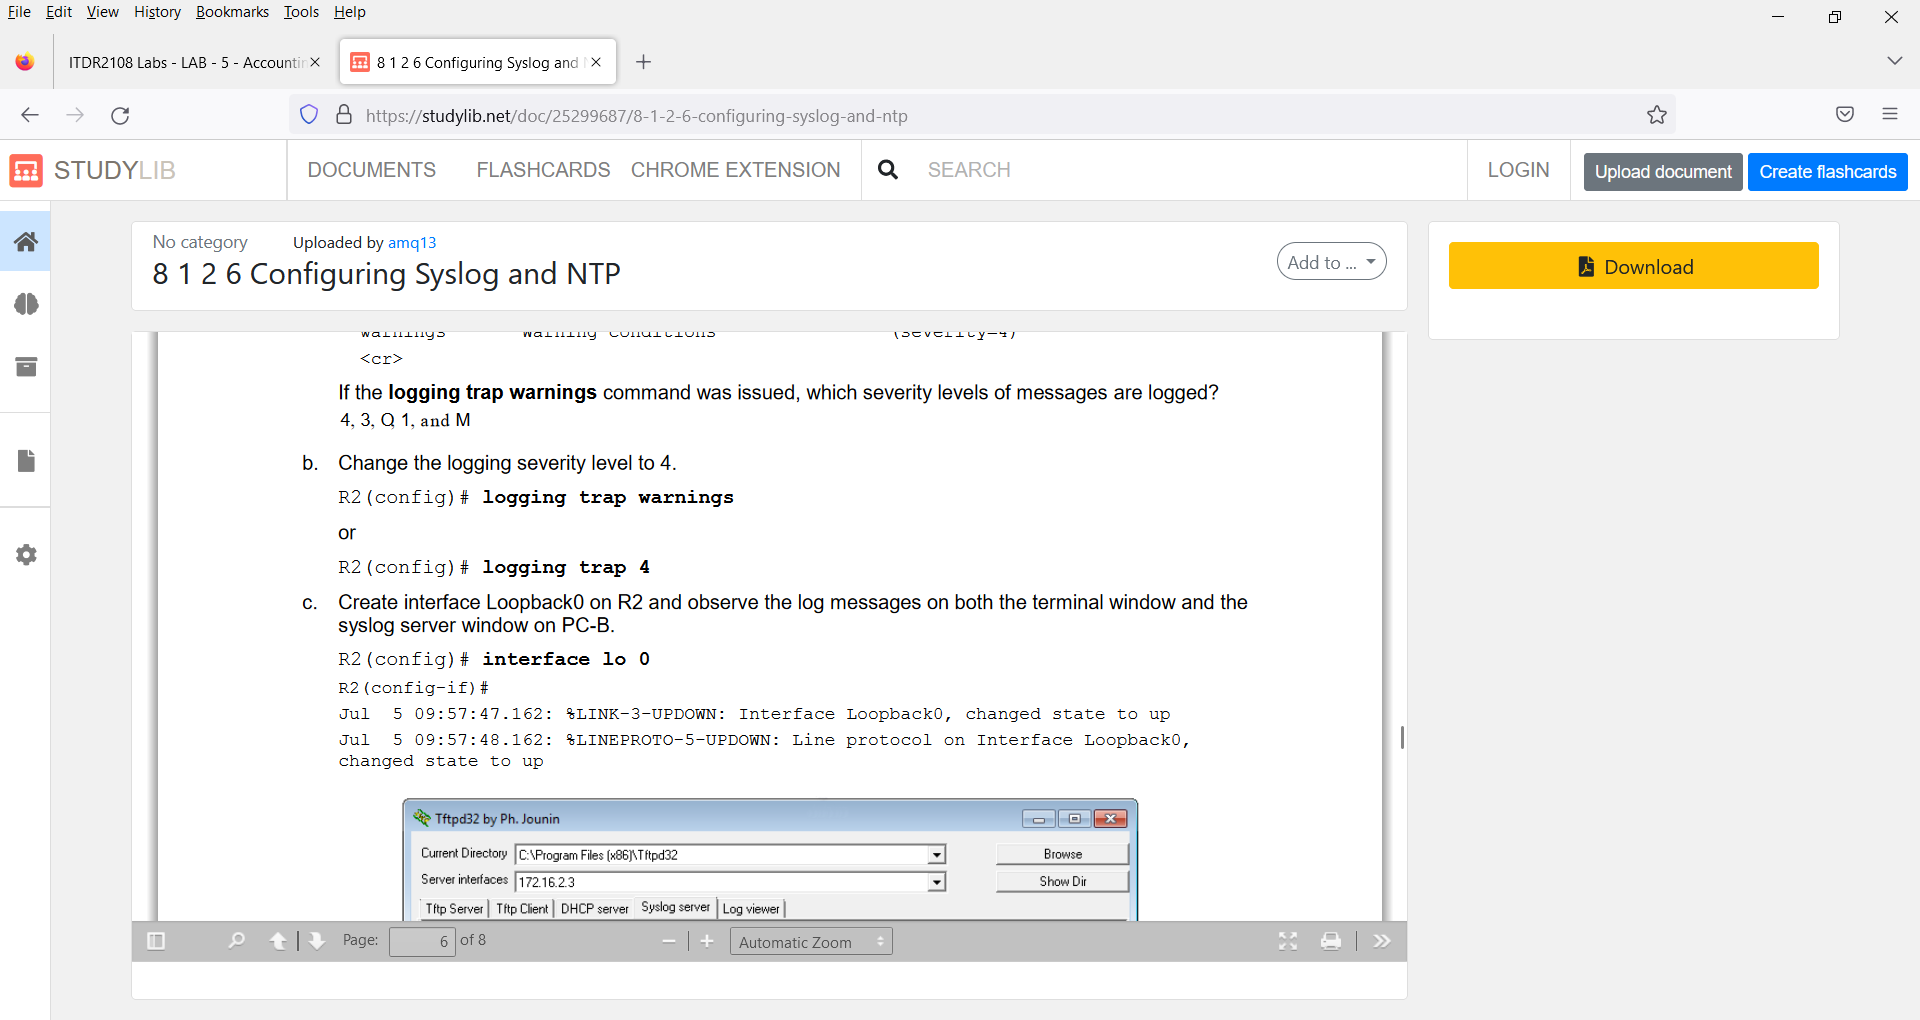 File Edit View History Bookmarks Tools Help
ITDR2108 Labs - LAB - 5 - Accountin
8 1 2 6 Configuring Syslog and
https://studylib.net/doc/25299687/8-1-2-6-configuring-syslog-and-ntp
STUDYLIB DOCUMENTS FLASHCARDS CHROME EXTENSION SEARCH LOGIN Upload document Create flashcards
No category Uploaded by amq13
8 1 2 6 Configuring Syslog and NTP
Add to ...
Download
warnings Warning conditions (severity=4)
<cr>
If the logging trap warnings command was issued, which severity levels of messages are logged?
4, 3, Q 1, and M
b. Change the logging severity level to 4.
R2(config)# logging trap warnings
or
R2(config)# logging trap 4
c. Create interface Loopback0 on R2 and observe the log messages on both the terminal window and the
syslog server window on PC-B.
R2(config)# interface lo 0
R2(config-if)#
Jul 5 09:57:47.162: %LINK-3-UPDOWN: Interface Loopback0, changed state to up
Jul 5 09:57:48.162: %LINEPROTO-5-UPDOWN: Line protocol on Interface Loopback0,
changed state to up
Tftpd32 by Ph. Jounin
Current Directory C:\Program Files (x86)\Tftpd32 Browse
Server interfaces 172.16.2.3 Show Dir
Tftp Server Tftp Client DHCP server Syslog server Log viewer
Page: 6 of 8 Automatic Zoom